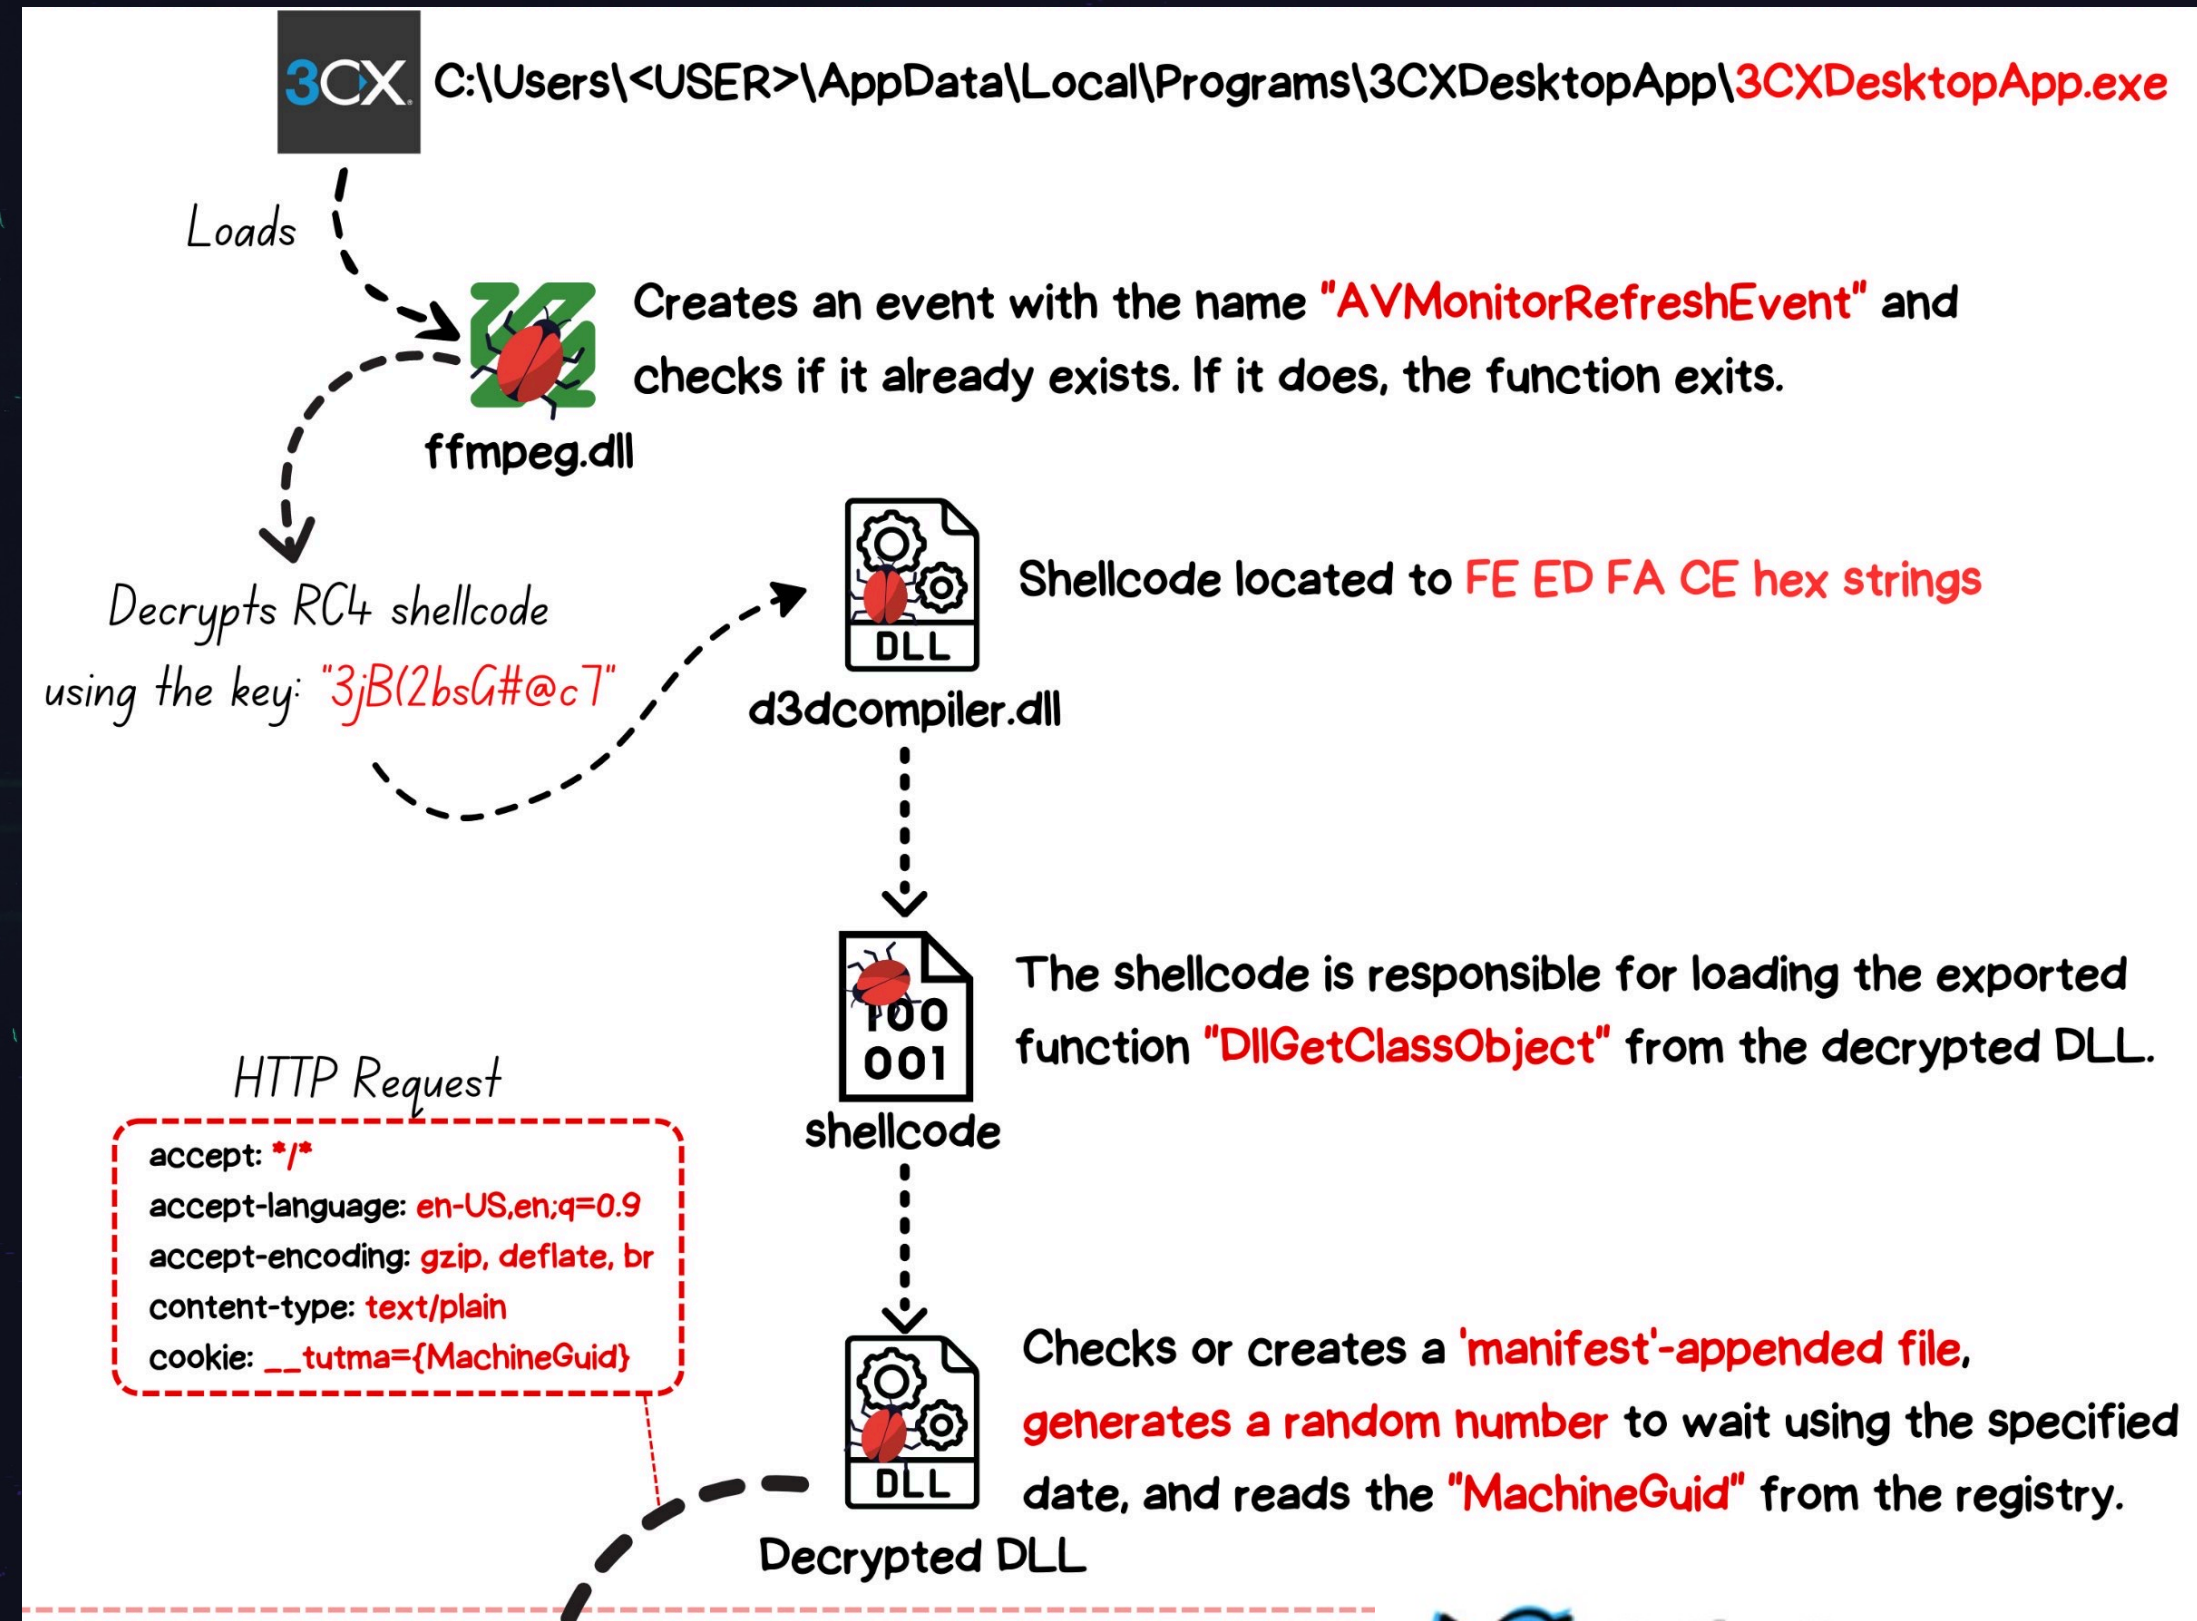 3CX
C:\Users\<USER>\AppData\Local\Programs\3CXDesktopApp\3CXDesktopApp.exe
Loads
Creates an event with the name "AVMonitorRefreshEvent" and
checks if it already exists. If it does, the function exits.
ffmpeg.dll
Decrypts RC4 shellcode
using the key: "3jB(2bsG#@c7"
DLL
Shellcode located to FE ED FA CE hex strings
d3dcompiler.dll
100
001
The shellcode is responsible for loading the exported
function "DllGetClassObject" from the decrypted DLL.
shellcode
HTTP Request
accept: */*
accept-language: en-US,en;q=0.9
accept-encoding: gzip, deflate, br
content-type: text/plain
cookie: __tutma={MachineGuid}
DLL
Checks or creates a 'manifest'-appended file,
generates a random number to wait using the specified
date, and reads the "MachineGuid" from the registry.
Decrypted DLL